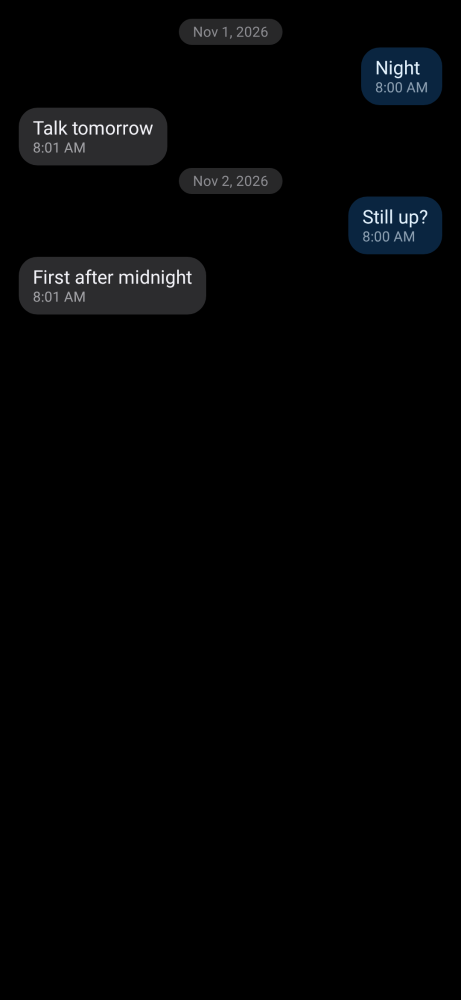 Nov 1, 2026
Night
8:00 AM
Talk tomorrow
8:01 AM
Nov 2, 2026
Still up?
8:00 AM
First after midnight
8:01 AM